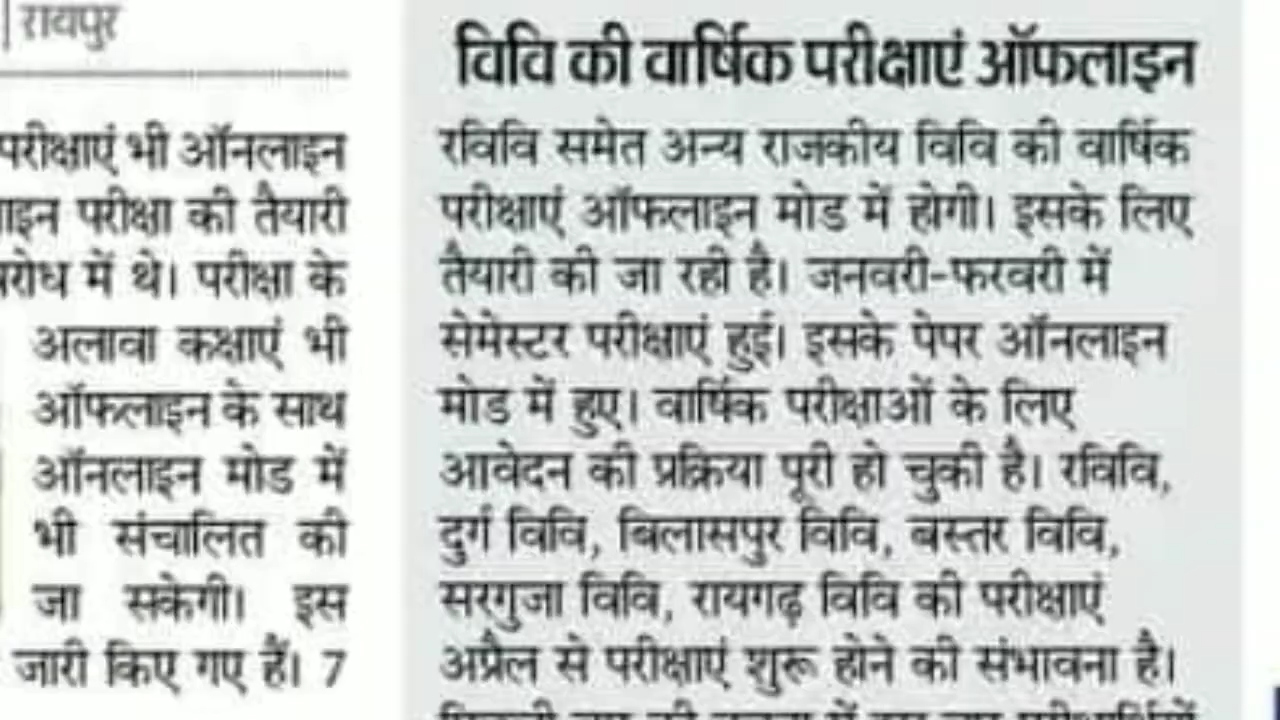 रायपुर
परीक्षाएं भी ऑनलाइन
परीक्षा की तैयारी
में थे। परीक्षा के
अलावा कक्षाएं भी
ऑफलाइन के साथ
ऑनलाइन मोड में
भी संचालित की
जा सकेगी। इस
जारी किए गए हैं। 7
विवि की वार्षिक परीक्षाएं ऑफलाइन
रविवि समेत अन्य राजकीय विवि की वार्षिक
परीक्षाएं ऑफलाइन मोड में होगी। इसके लिए
तैयारी की जा रही है। जनवरी-फरवरी में
सेमेस्टर परीक्षाएं हुई। इसके पेपर ऑनलाइन
मोड में हुए। वार्षिक परीक्षाओं के लिए
आवेदन की प्रक्रिया पूरी हो चुकी है। रविवि,
दुर्ग विवि, बिलासपुर विवि, बस्तर विवि,
सरगुजा विवि, रायगढ़ विवि की परीक्षाएं
अप्रैल से परीक्षाएं शुरू होने की संभावना है।